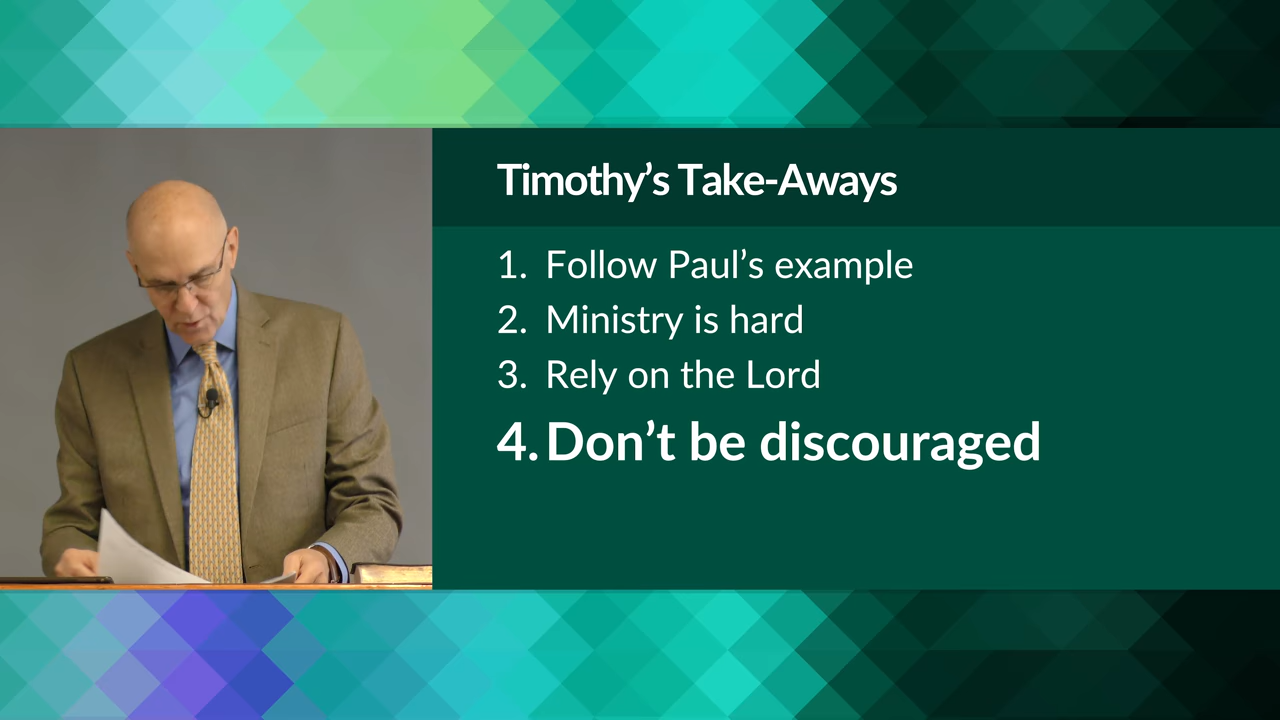 Timothy’s Take-Aways
1. Follow Paul’s example
2. Ministry is hard
3. Rely on the Lord
4. Don’t be discouraged